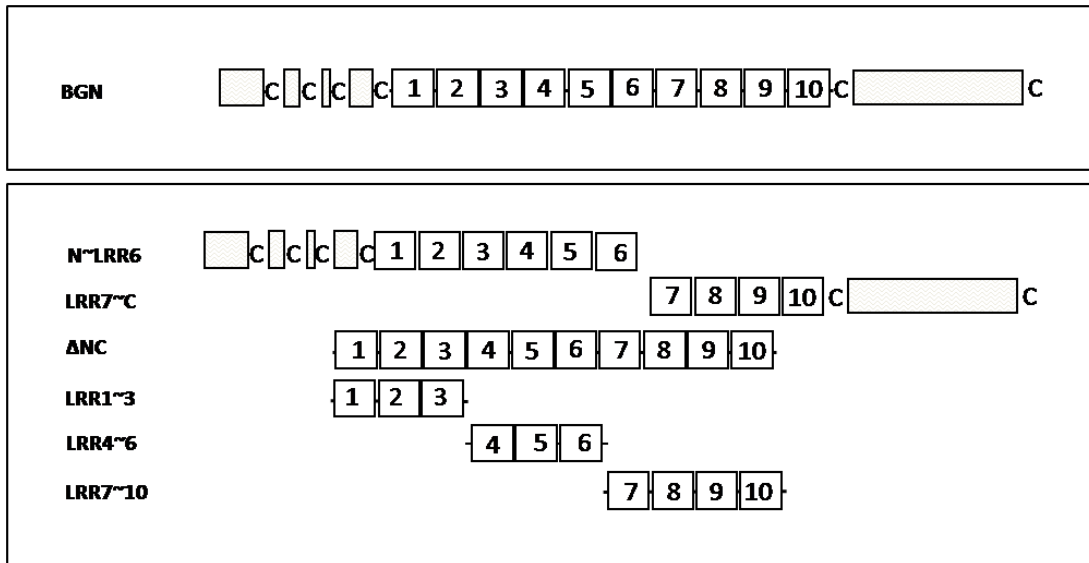 BGN C C C C 1 2 3 4 5 6 7 8 9 10 C C
N~LRR6 C C C C 1 2 3 4 5 6
LRR7~C 7 8 9 10 C C
ΔNC 1 2 3 4 5 6 7 8 9 10
LRR1~3 1 2 3
LRR4~6 4 5 6
LRR7~10 7 8 9 10